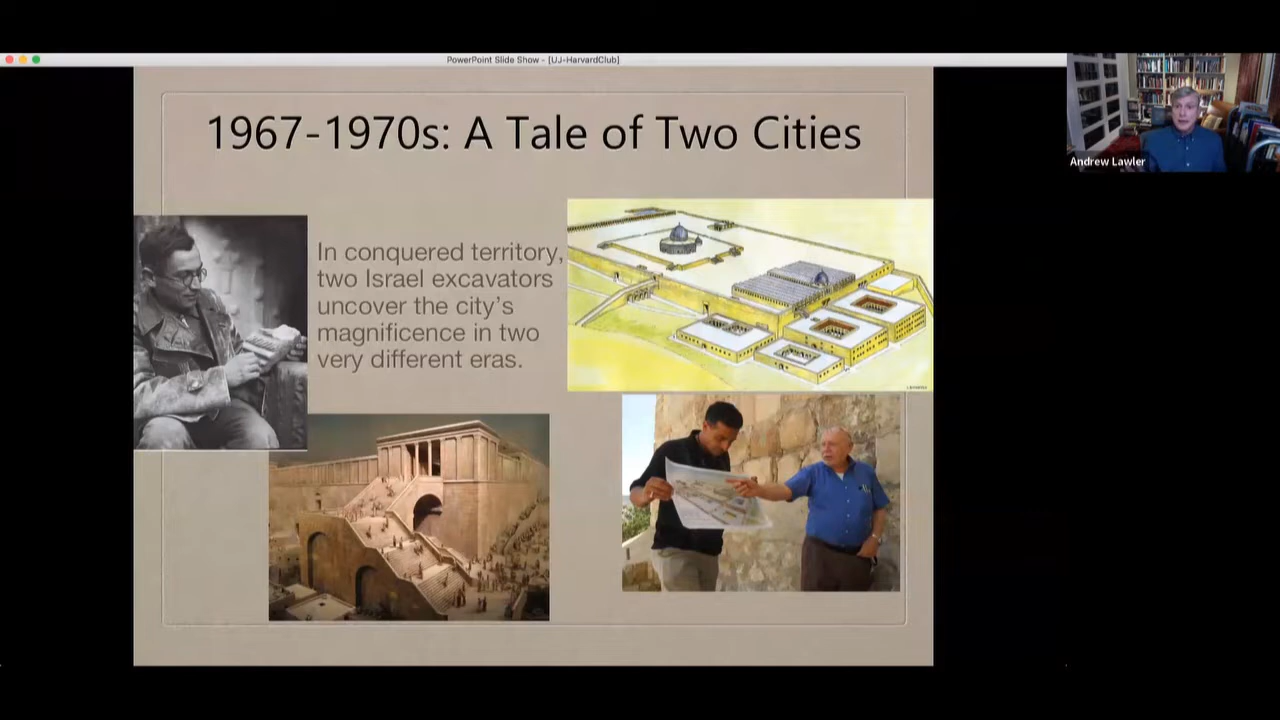 PowerPoint Slide Show - [UJ-HarvardClub]
1967-1970s: A Tale of Two Cities
In conquered territory,
two Israel excavators
uncover the city's
magnificence in two
very different eras.
Andrew Lawler